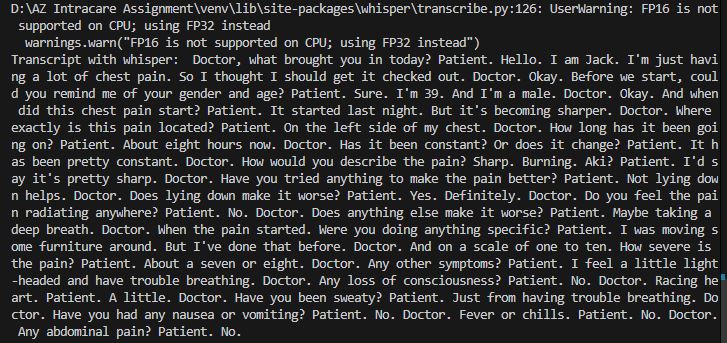 D:\AZ Intracare Assignment\venv\lib\site-packages\whisper\transcribe.py:126: UserWarning: FP16 is not
 supported on CPU; using FP32 instead
  warnings.warn("FP16 is not supported on CPU; using FP32 instead")
Transcript with whisper:  Doctor, what brought you in today? Patient. Hello. I am Jack. I'm just havi
ng a lot of chest pain. So I thought I should get it checked out. Doctor. Okay. Before we start, coul
d you remind me of your gender and age? Patient. Sure. I'm 39. And I'm a male. Doctor. Okay. And when
 did this chest pain start? Patient. It started last night. But it's becoming sharper. Doctor. Where
exactly is this pain located? Patient. On the left side of my chest. Doctor. How long has it been goi
ng on? Patient. About eight hours now. Doctor. Has it been constant? Or does it change? Patient. It h
as been pretty constant. Doctor. How would you describe the pain? Sharp. Burning. Aki? Patient. I'd s
ay it's pretty sharp. Doctor. Have you tried anything to make the pain better? Patient. Not lying dow
n helps. Doctor. Does lying down make it worse? Patient. Yes. Definitely. Doctor. Do you feel the pai
n radiating anywhere? Patient. No. Doctor. Does anything else make it worse? Patient. Maybe taking a
deep breath. Doctor. When the pain started. Were you doing anything specific? Patient. I was moving s
ome furniture around. But I've done that before. Doctor. And on a scale of one to ten. How severe is
the pain? Patient. About a seven or eight. Doctor. Any other symptoms? Patient. I feel a little light
-headed and have trouble breathing. Doctor. Any loss of consciousness? Patient. No. Doctor. Racing he
art. Patient. A little. Doctor. Have you been sweaty? Patient. Just from having trouble breathing. Do
ctor. Have you had any nausea or vomiting? Patient. No. Doctor. Fever or chills. Patient. No. Doctor.
 Any abdominal pain? Patient. No.